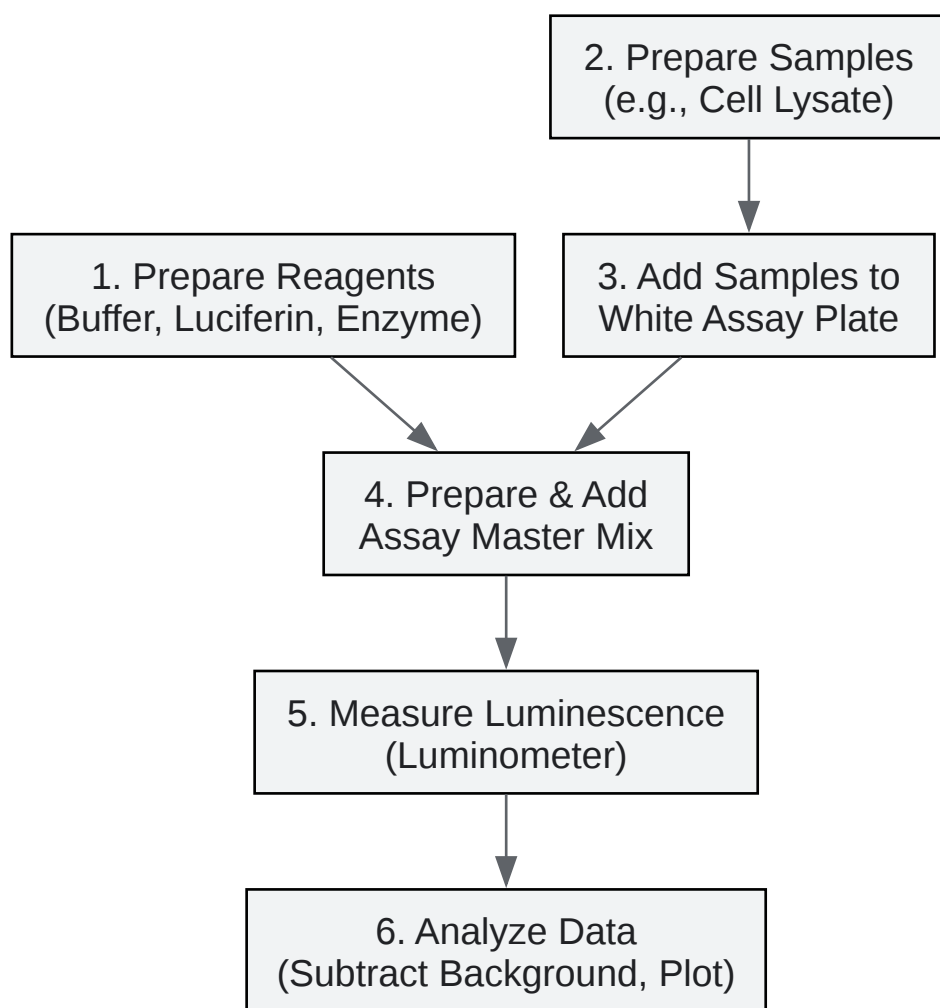 2. Prepare Samples
(e.g., Cell Lysate)
1. Prepare Reagents
(Buffer, Luciferin, Enzyme)
3. Add Samples to
White Assay Plate
4. Prepare & Add
Assay Master Mix
5. Measure Luminescence
(Luminometer)
6. Analyze Data
(Subtract Background, Plot)